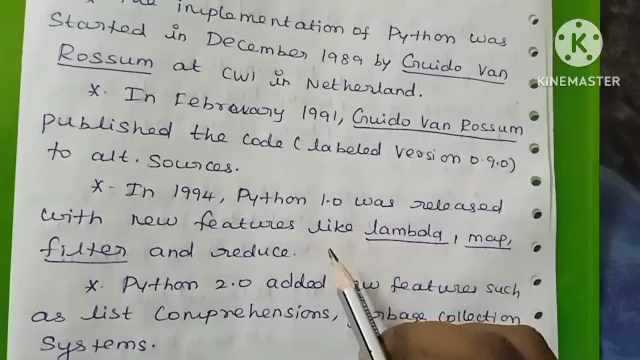 * The implementation of Python was
Started in December 1989 by Guido Van
Rossum at CWI in Netherland.
*. In February 1991, Guido Van Rossum
published the code (labeled version 0.9.0)
to alt. Sources.
*. In 1994, Python 1.0 was released
with new features like lambda, map,
filter and reduce.
*. Python 2.0 added new features such
as list Comprehensions, garbage collection
Systems.
KINEMASTER